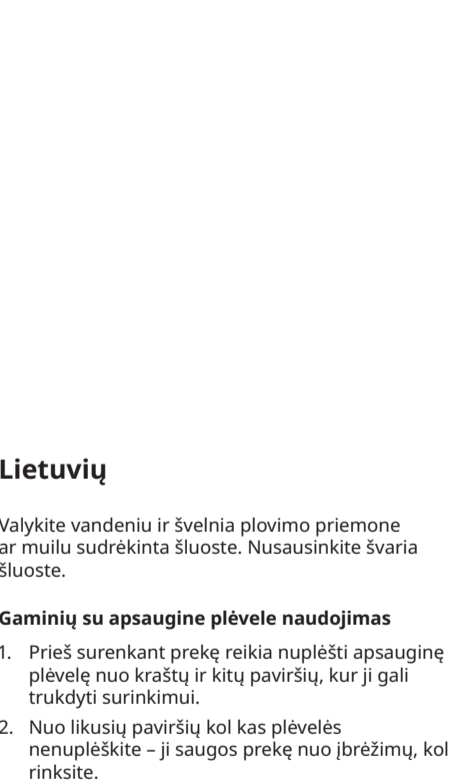 Lietuvių
Valykite vandeniu ir švelnia plovimo priemone
ar muilu sudrėkinta šluoste. Nusausinkite švaria
šluoste.
Gaminių su apsaugine plėvele naudojimas
1. Prieš surenkant prekę reikia nuplėšti apsauginę
plėvelę nuo kraštų ir kitų paviršių, kur ji gali
trukdyti surinkimui.
2. Nuo likusių paviršių kol kas plėvelės
nenuplėškite – ji saugos prekę nuo įbrėžimų, kol
rinksite.